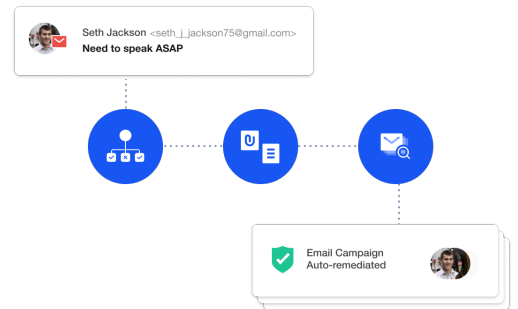 Seth Jackson <seth_j_jackson75@gmail.com>
Need to speak ASAP
Email Campaign
Auto-remediated